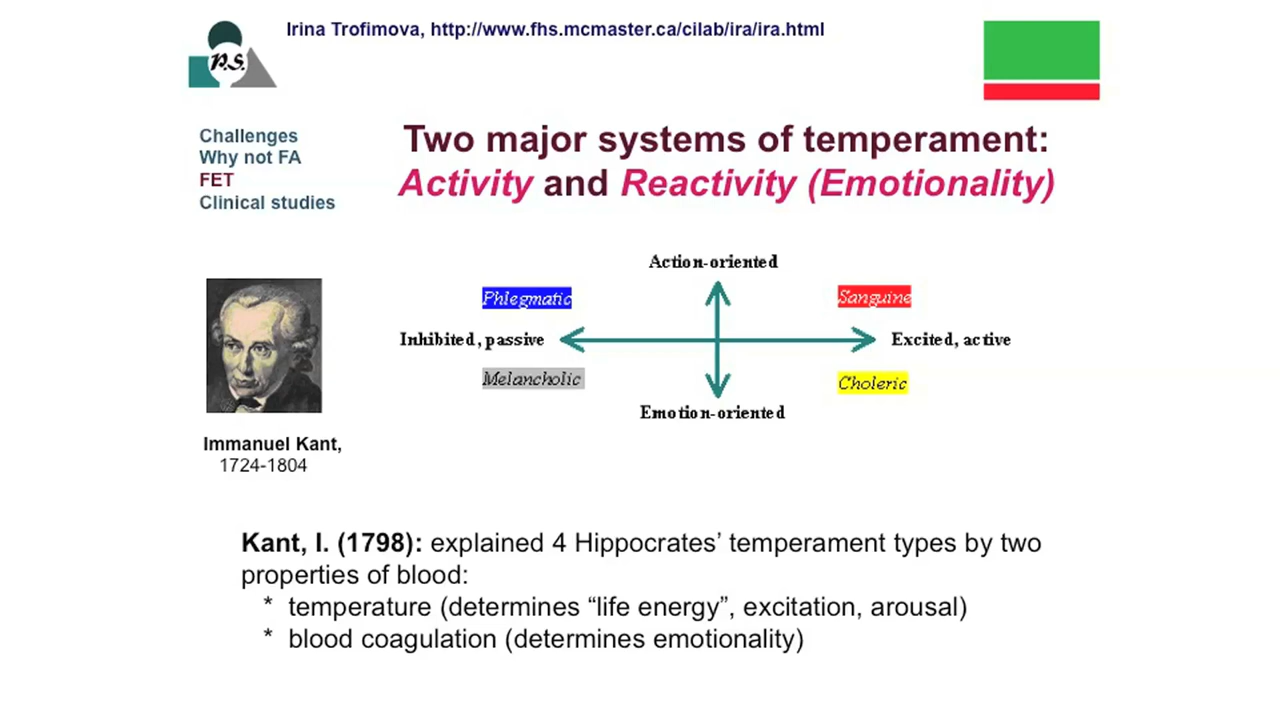 Irina Trofimova, http://www.fhs.mcmaster.ca/cilab/ira/ira.html
P.S.
Challenges
Why not FA
FET
Clinical studies
Two major systems of temperament:
Activity and Reactivity (Emotionality)
Action-oriented
Phlegmatic
Sanguine
Inhibited, passive
Excited, active
Melancholic
Choleric
Emotion-oriented
Immanuel Kant,
1724-1804
Kant, I. (1798): explained 4 Hippocrates’ temperament types by two
properties of blood:
* temperature (determines “life energy”, excitation, arousal)
* blood coagulation (determines emotionality)